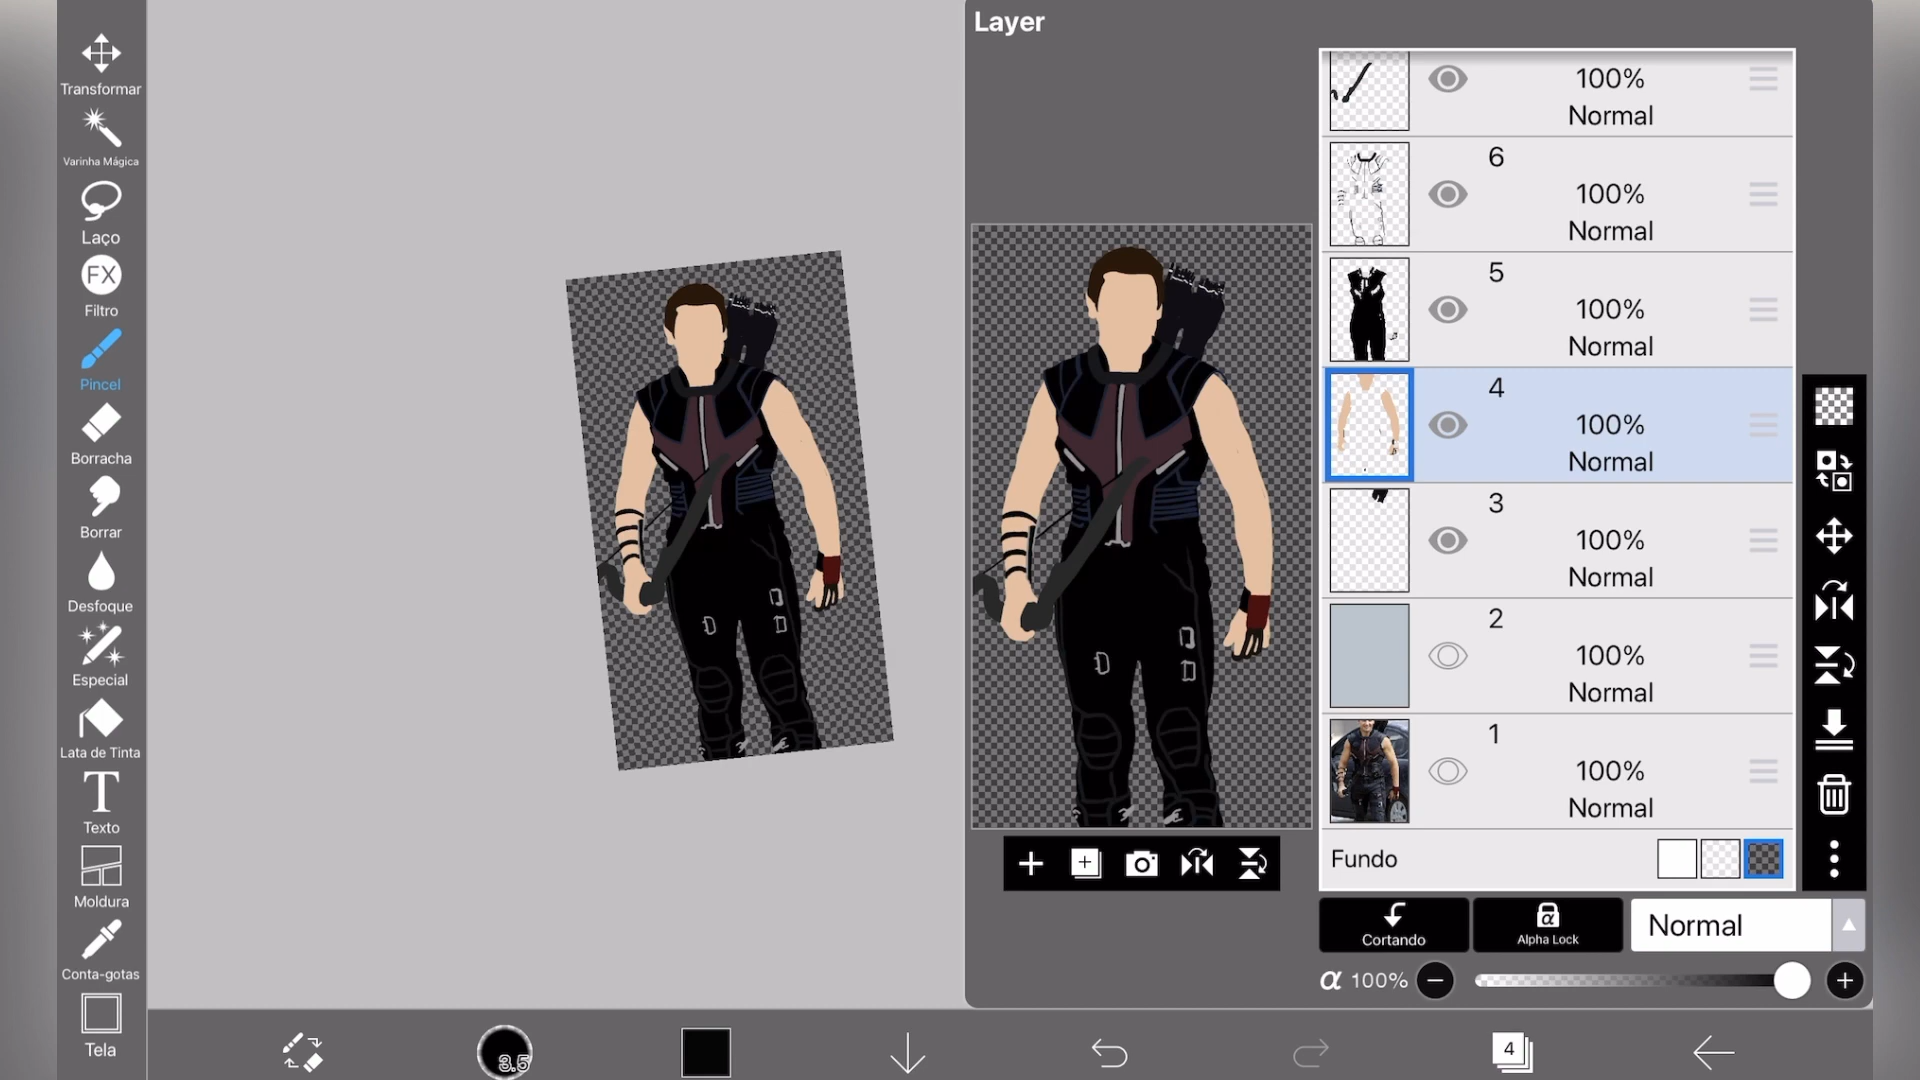 Layer
Transformar
Varinha Mágica
Laço
FX
Filtro
Pincel
Borracha
Borrar
Desfoque
Especial
Lata de Tinta
T
Texto
Moldura
Conta-gotas
Tela
100%
Normal
6
100%
Normal
5
100%
Normal
4
100%
Normal
3
100%
Normal
2
100%
Normal
1
100%
Normal
Fundo
Cortando
α
Alpha Lock
Normal
α 100%
3.5
4